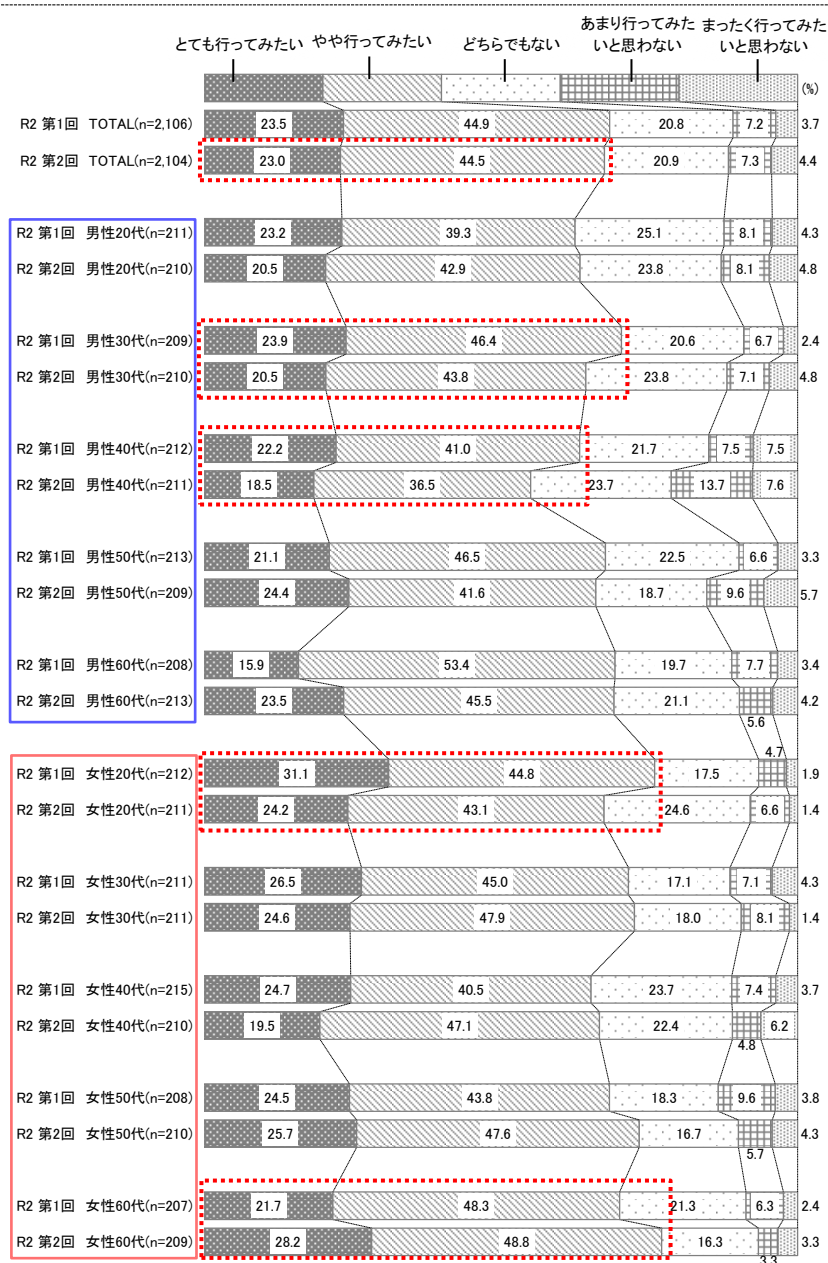 とても行ってみたい やや行ってみたい どちらでもない あまり行ってみた まったく行ってみた
いと思わない いと思わない
(%)
R2 第1回 TOTAL(n=2,106) 23.5 44.9 20.8 7.2 3.7
R2 第2回 TOTAL(n=2,104) 23.0 44.5 20.9 7.3 4.4
R2 第1回 男性20代(n=211) 23.2 39.3 25.1 8.1 4.3
R2 第2回 男性20代(n=210) 20.5 42.9 23.8 8.1 4.8
R2 第1回 男性30代(n=209) 23.9 46.4 20.6 6.7 2.4
R2 第2回 男性30代(n=210) 20.5 43.8 23.8 7.1 4.8
R2 第1回 男性40代(n=212) 22.2 41.0 21.7 7.5 7.5
R2 第2回 男性40代(n=211) 18.5 36.5 23.7 13.7 7.6
R2 第1回 男性50代(n=213) 21.1 46.5 22.5 6.6 3.3
R2 第2回 男性50代(n=209) 24.4 41.6 18.7 9.6 5.7
R2 第1回 男性60代(n=208) 15.9 53.4 19.7 7.7 3.4
R2 第2回 男性60代(n=213) 23.5 45.5 21.1 5.6 4.2
R2 第1回 女性20代(n=212) 31.1 44.8 17.5 4.7 1.9
R2 第2回 女性20代(n=211) 24.2 43.1 24.6 6.6 1.4
R2 第1回 女性30代(n=211) 26.5 45.0 17.1 7.1 4.3
R2 第2回 女性30代(n=211) 24.6 47.9 18.0 8.1 1.4
R2 第1回 女性40代(n=215) 24.7 40.5 23.7 7.4 3.7
R2 第2回 女性40代(n=210) 19.5 47.1 22.4 4.8 6.2
R2 第1回 女性50代(n=208) 24.5 43.8 18.3 9.6 3.8
R2 第2回 女性50代(n=210) 25.7 47.6 16.7 5.7 4.3
R2 第1回 女性60代(n=207) 21.7 48.3 21.3 6.3 2.4
R2 第2回 女性60代(n=209) 28.2 48.8 16.3 3.3 3.3